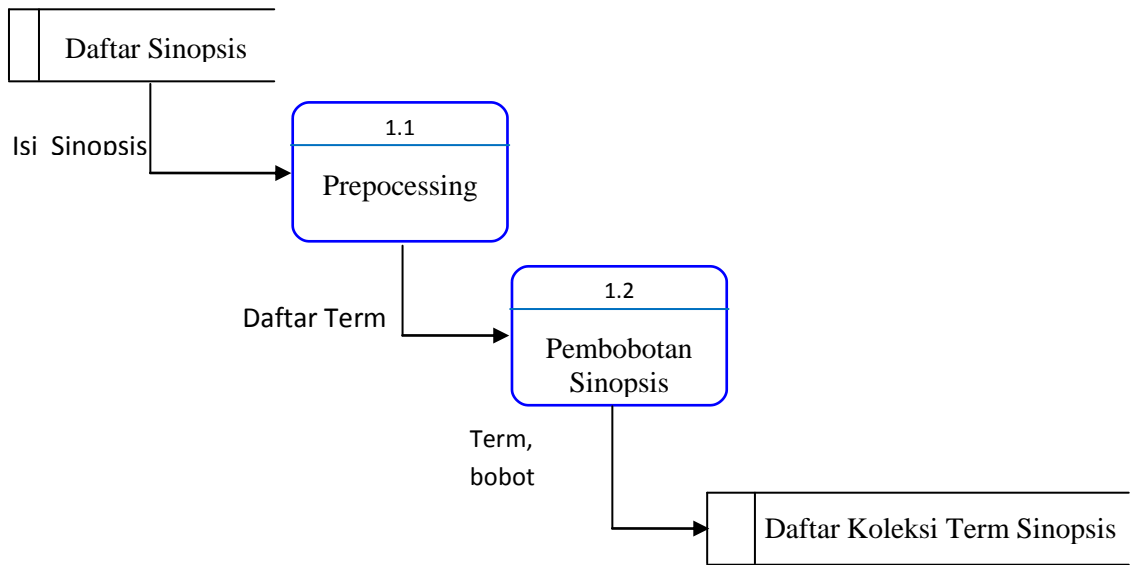 Daftar Sinopsis
Isi Sinopsis
1.1
Prepocessing
Daftar Term
1.2
Pembobotan
Sinopsis
Term,
bobot
Daftar Koleksi Term Sinopsis